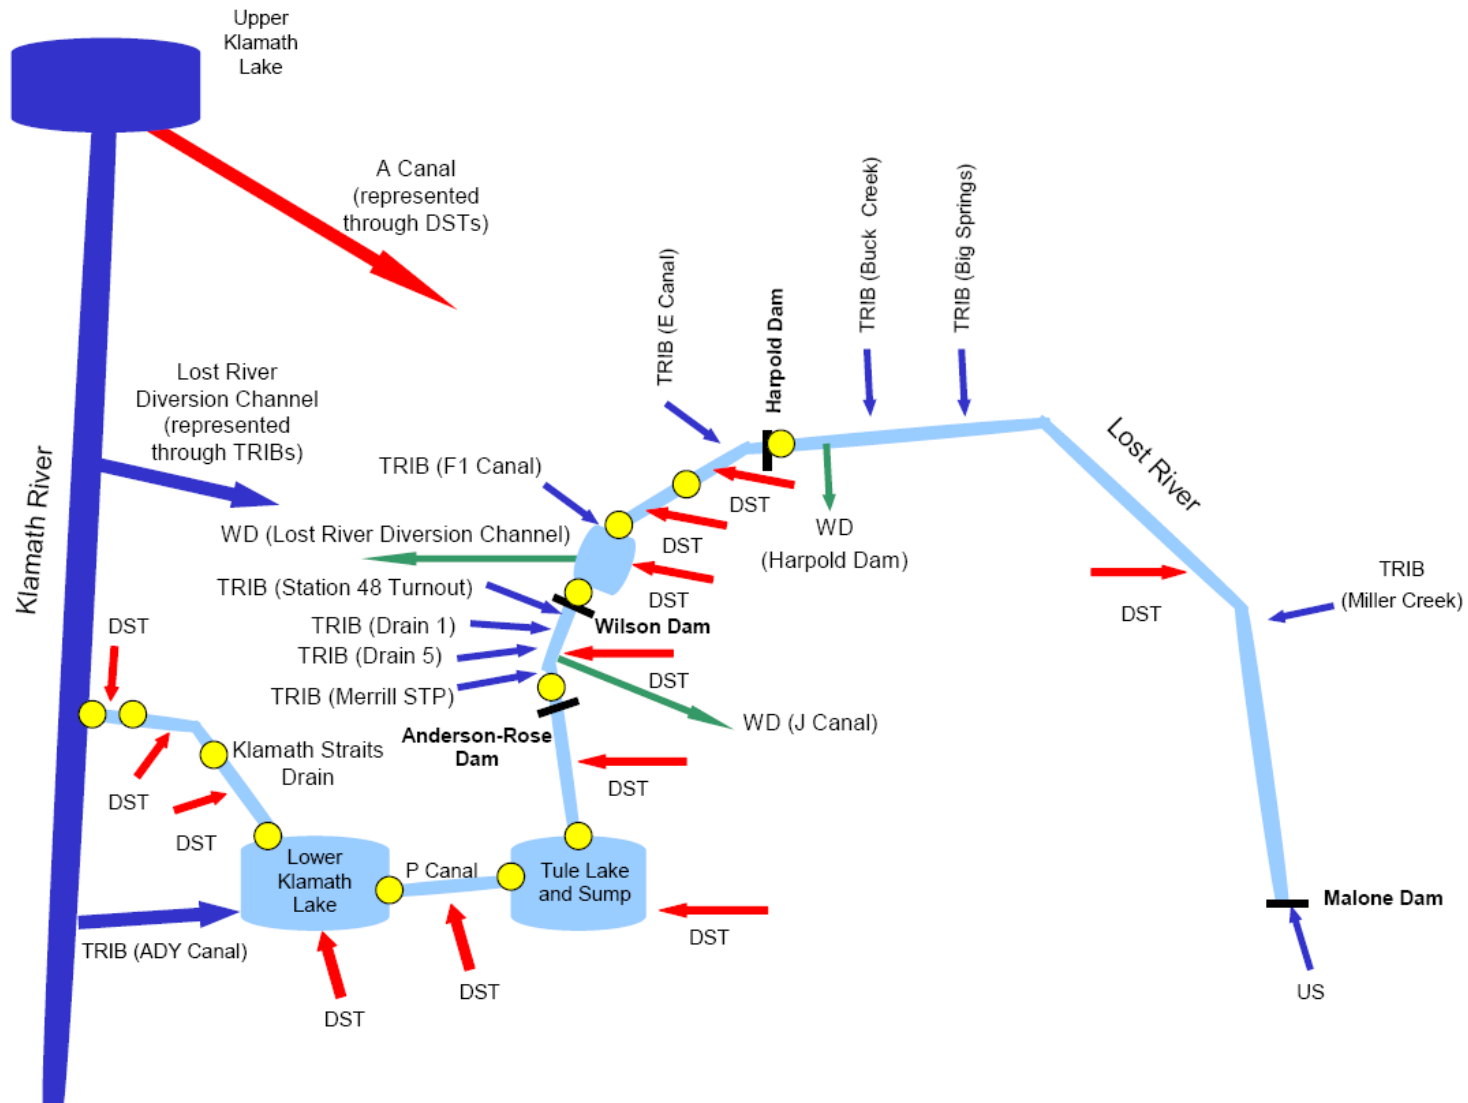 Upper
Klamath
Lake
A Canal
(represented
through DSTs)
TRIB (Buck Creek)
TRIB (Big Springs)
TRIB (E Canal)
Harpold Dam
Lost River
Diversion Channel
(represented
through TRIBs)
Klamath River
Lost River
TRIB (F1 Canal)
DST
WD
(Harpold Dam)
WD (Lost River Diversion Channel)
DST
TRIB (Station 48 Turnout)
DST
TRIB
(Miller Creek)
DST
TRIB (Drain 1)
Wilson Dam
DST
TRIB (Drain 5)
DST
TRIB (Merrill STP)
WD (J Canal)
Anderson-Rose
Dam
Klamath Straits
Drain
DST
DST
DST
Lower
Klamath
Lake
P Canal
Tule Lake
and Sump
Malone Dam
TRIB (ADY Canal)
DST
DST
DST
US